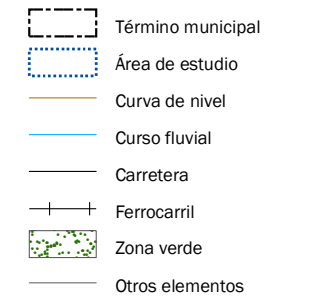 Término municipal
Área de estudio
Curva de nivel
Curso fluvial
Carretera
Ferrocarril
Zona verde
Otros elementos